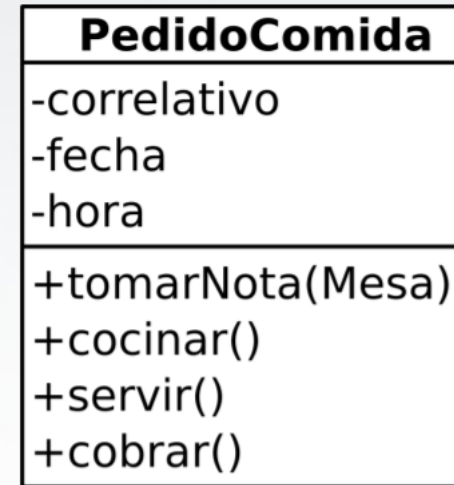 PedidoComida
-correlativo
-fecha
-hora
+tomarNota(Mesa)
+cocinar()
+servir()
+cobrar()